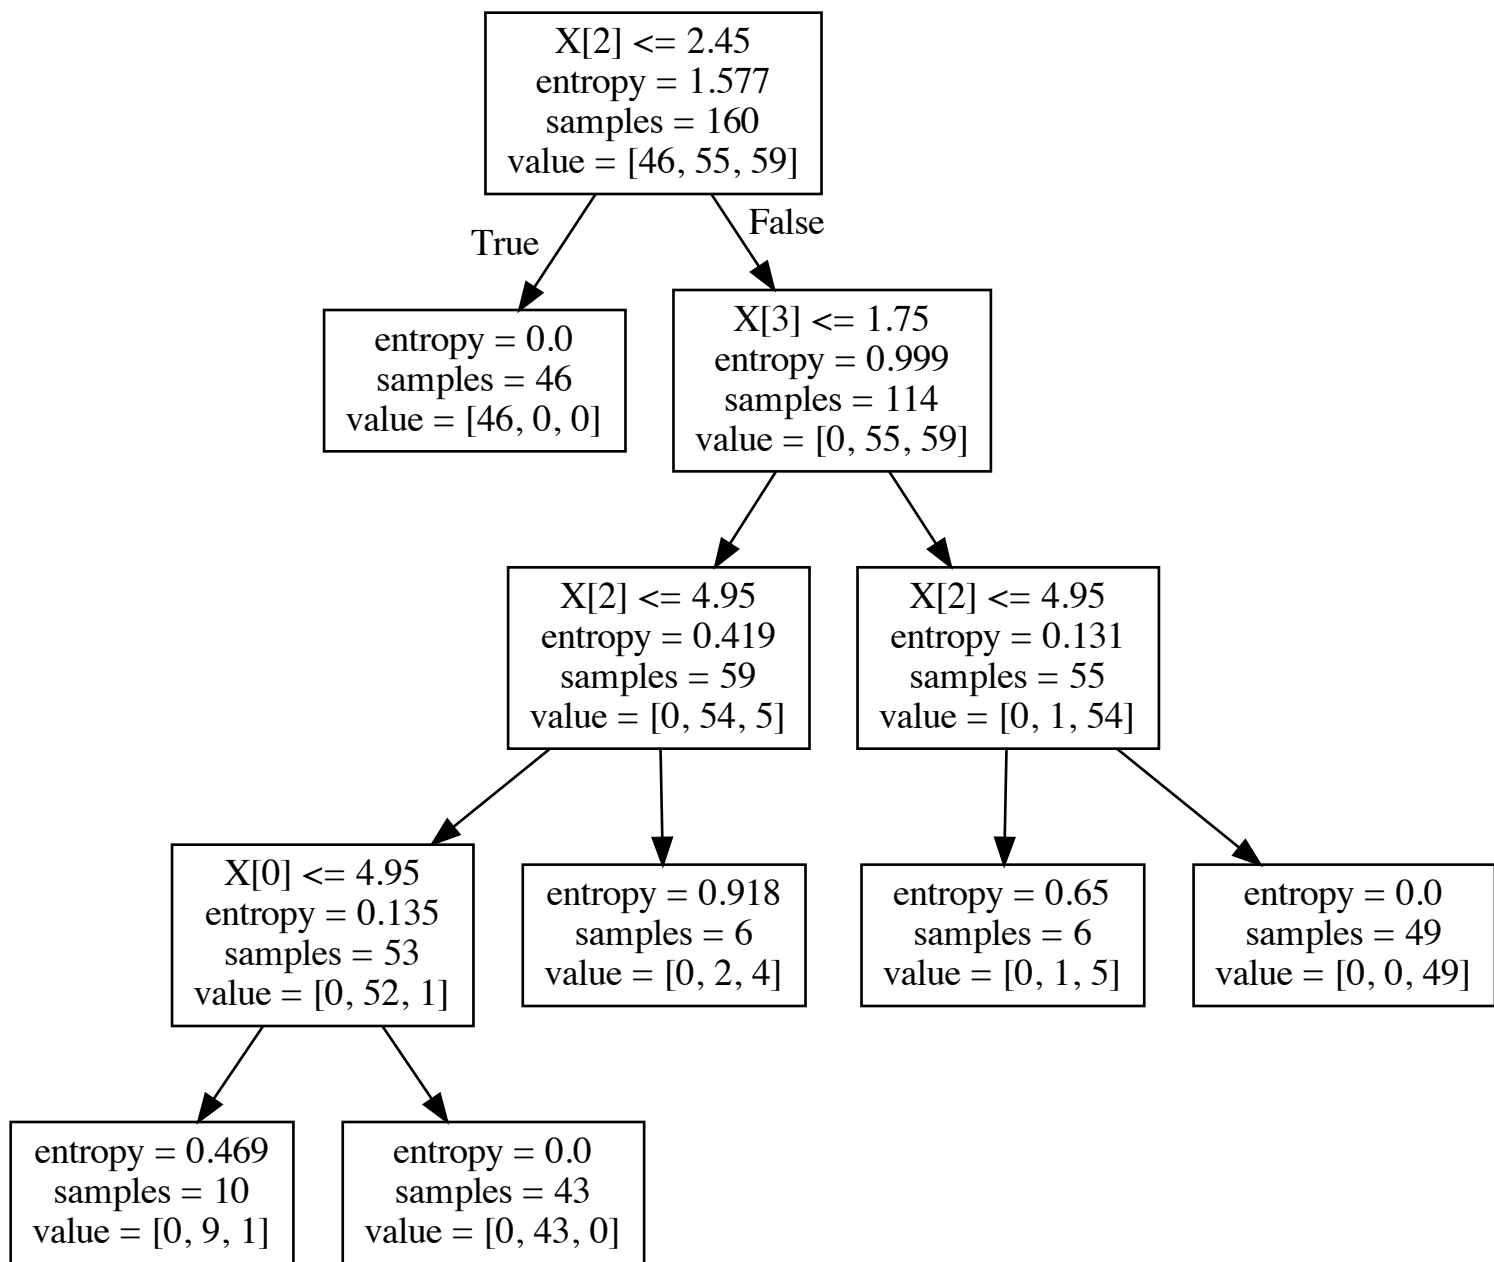 X[2] <= 2.45
entropy = 1.577
samples = 160
value = [46, 55, 59]
True
False
entropy = 0.0
samples = 46
value = [46, 0, 0]
X[3] <= 1.75
entropy = 0.999
samples = 114
value = [0, 55, 59]
X[2] <= 4.95
entropy = 0.419
samples = 59
value = [0, 54, 5]
X[2] <= 4.95
entropy = 0.131
samples = 55
value = [0, 1, 54]
X[0] <= 4.95
entropy = 0.135
samples = 53
value = [0, 52, 1]
entropy = 0.918
samples = 6
value = [0, 2, 4]
entropy = 0.65
samples = 6
value = [0, 1, 5]
entropy = 0.0
samples = 49
value = [0, 0, 49]
entropy = 0.469
samples = 10
value = [0, 9, 1]
entropy = 0.0
samples = 43
value = [0, 43, 0]